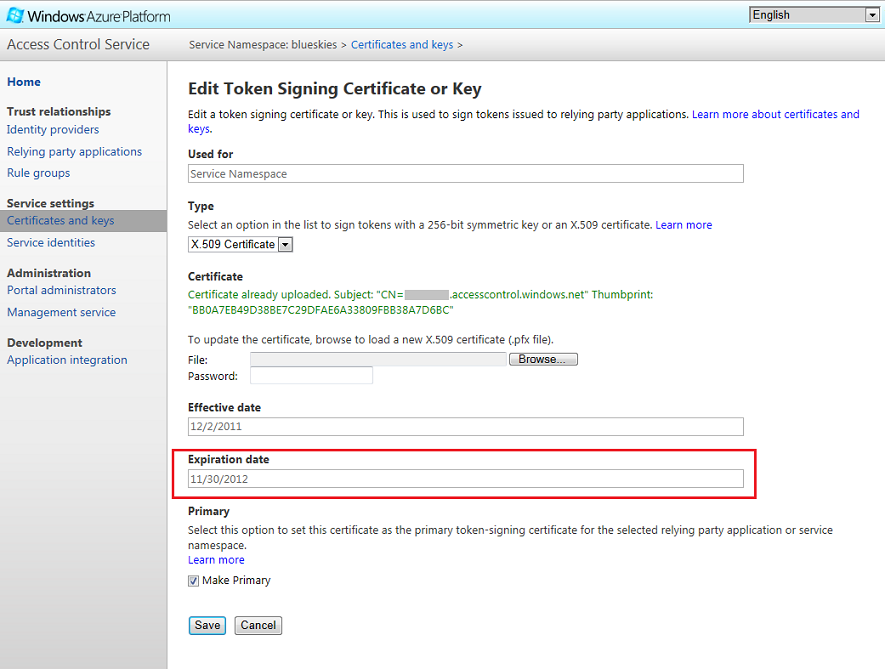 Windows Azure Platform
English
Access Control Service
Service Namespace: blueskies > Certificates and keys >
Home
Trust relationships
Identity providers
Relying party applications
Rule groups
Service settings
Certificates and keys
Service identities
Administration
Portal administrators
Management service
Development
Application integration
Edit Token Signing Certificate or Key
Edit a token signing certificate or key. This is used to sign tokens issued to relying party applications. Learn more about certificates and
keys.
Used for
Service Namespace
Type
Select an option in the list to sign tokens with a 256-bit symmetric key or an X.509 certificate. Learn more
X.509 Certificate
Certificate
Certificate already uploaded. Subject: "CN= .accesscontrol.windows.net" Thumbprint:
"BB0A7EB49D38BE7C29DFAE6A33809FBB38A7D6BC"
To update the certificate, browse to load a new X.509 certificate (.pfx file).
File:
Browse...
Password:
Effective date
12/2/2011
Expiration date
11/30/2012
Primary
Select this option to set this certificate as the primary token-signing certificate for the selected relying party application or service
namespace.
Learn more
Make Primary
Save Cancel